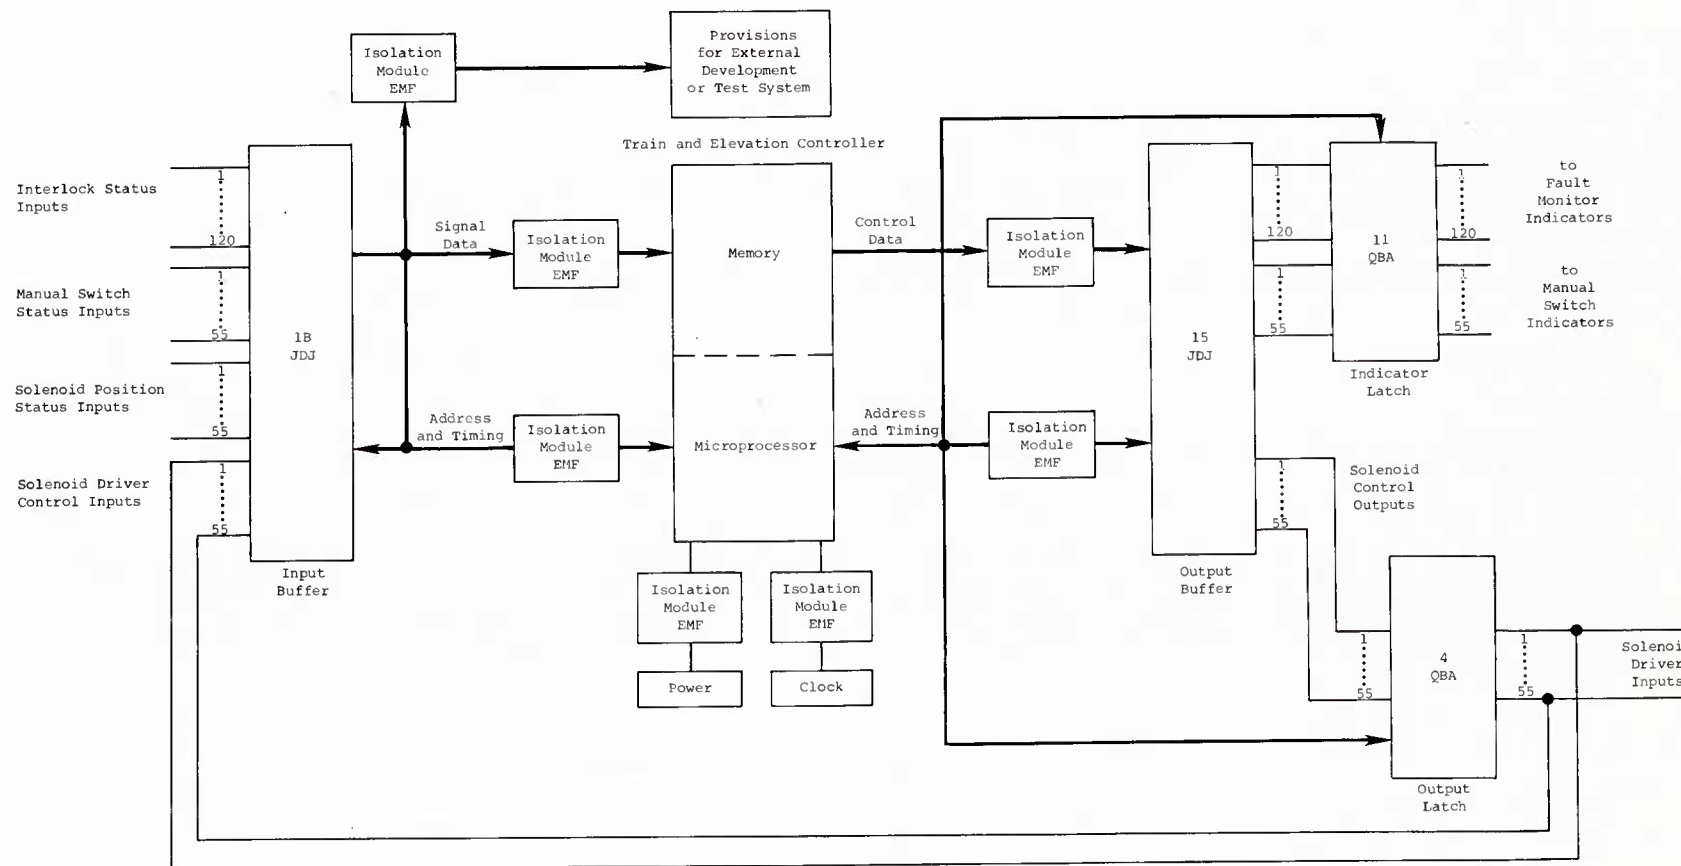 Isolation
Module
EMF
Provisions
for External
Development
or Test System
Train and Elevation Controller
Interlock Status
Inputs
1
120
Manual Switch
Status Inputs
1
55
Solenoid Position
Status Inputs
1
55
Solenoid Driver
Control Inputs
1
55
18
JDJ
Input
Buffer
Signal
Data
Isolation
Module
EMF
Address
and Timing
Isolation
Module
EMF
Memory
Microprocessor
Isolation
Module
EMF
Isolation
Module
EMF
Power
Clock
Control
Data
Isolation
Module
EMF
Address
and Timing
Isolation
Module
EMF
15
JDJ
Output
Buffer
1
120
1
55
11
QBA
Indicator
Latch
1
120
1
55
to
Fault
Monitor
Indicators
to
Manual
Switch
Indicators
1
55
Solenoid
Control
Outputs
1
55
4
QBA
Output
Latch
1
55
Solenoi
Driver
Inputs